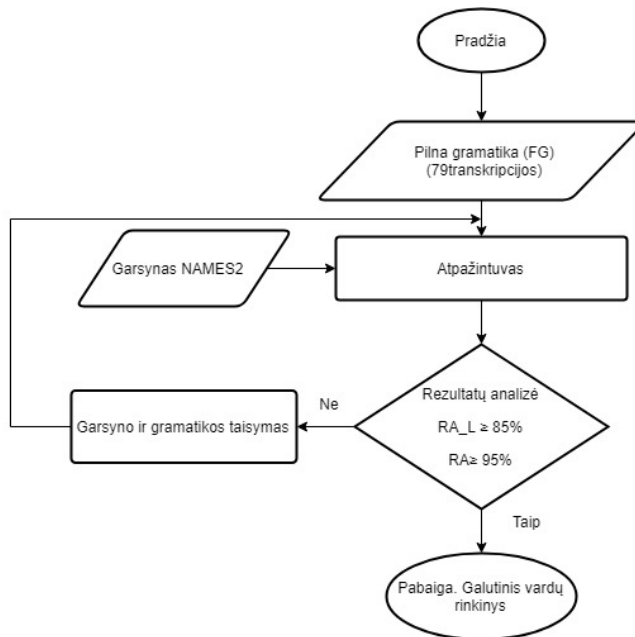 Pradžia
Pilna gramatika (FG)
(79transkripcijos)
Garsynas NAMES2
Atpažintuvas
Rezultatų analizė
RA_L ≥ 85%
RA≥ 95%
Ne
Garsyno ir gramatikos taisymas
Taip
Pabaiga. Galutinis vardų
rinkinys